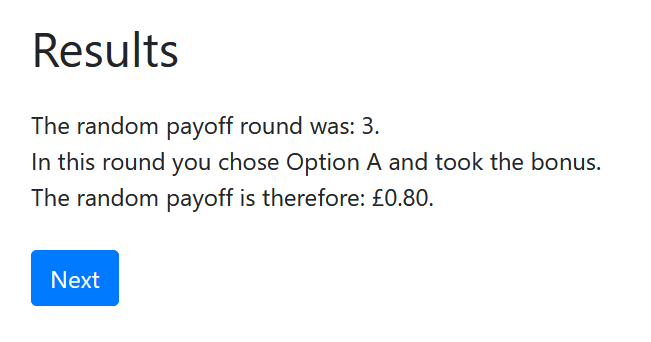 Results
The random payoff round was: 3.
In this round you chose Option A and took the bonus.
The random payoff is therefore: £0.80.
Next